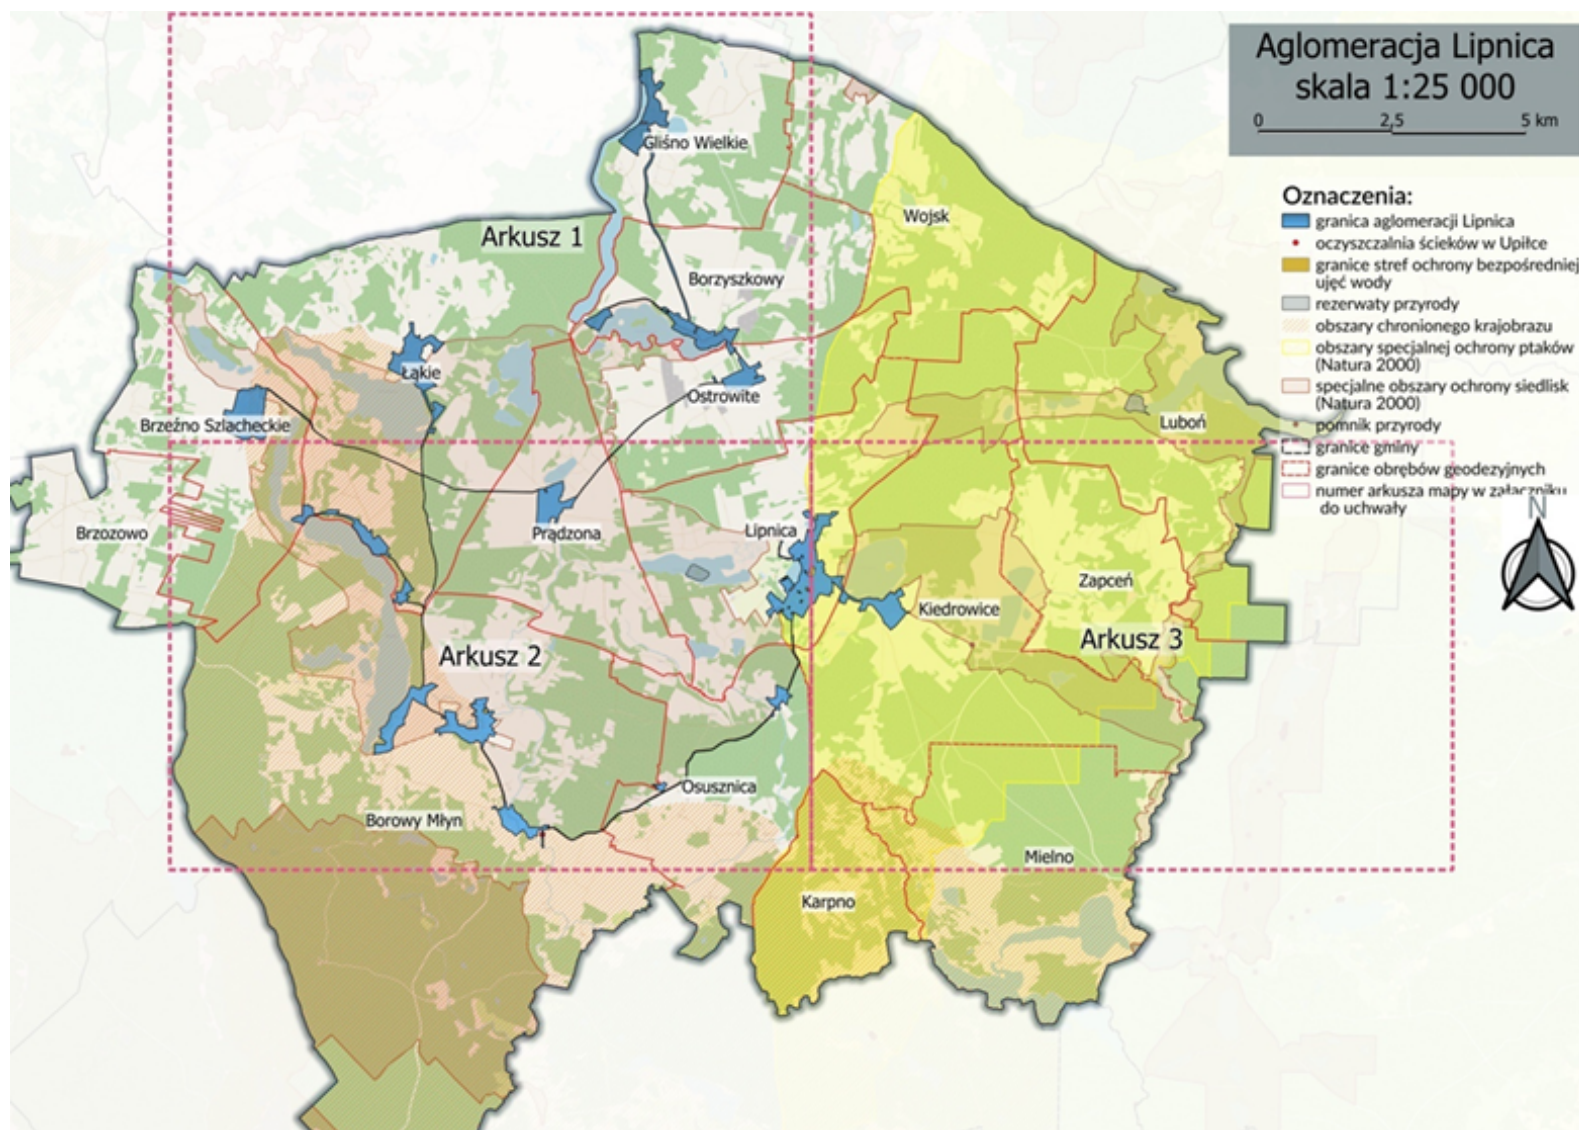 Aglomeracja Lipnica
skala 1:25 000
0 2,5 5 km
Oznaczenia:
granica aglomeracji Lipnica
oczyszczalnia ścieków w Upiłce
granice stref ochrony bezpośredniej
ujęć wody
rezerwaty przyrody
obszary chronionego krajobrazu
obszary specjalnej ochrony ptaków
(Natura 2000)
specjalne obszary ochrony siedlisk
(Natura 2000)
pomnik przyrody
granice gminy
granice obrębów geodezyjnych
numer arkusza mapy w załączniku
do uchwały
N
Gliśno Wielkie
Wojsk
Arkusz 1
Borzyszkowy
Łąkie
Ostrowite
Brzeźno Szlacheckie
Luboń
Brzozowo
Prądzona
Lipnica
Zapceń
Kiedrowice
Arkusz 2
Arkusz 3
Osusznica
Borowy Młyn
Mielno
Karpno